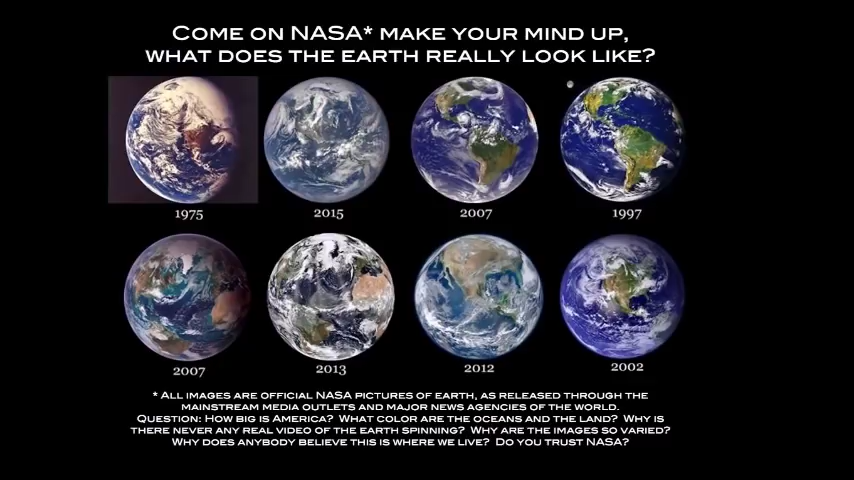 COME ON NASA* MAKE YOUR MIND UP,
WHAT DOES THE EARTH REALLY LOOK LIKE?
1975 2015 2007 1997
2007 2013 2012 2002
* ALL IMAGES ARE OFFICIAL NASA PICTURES OF EARTH, AS RELEASED THROUGH THE
MAINSTREAM MEDIA OUTLETS AND MAJOR NEWS AGENCIES OF THE WORLD.
QUESTION: HOW BIG IS AMERICA? WHAT COLOR ARE THE OCEANS AND THE LAND? WHY IS
THERE NEVER ANY REAL VIDEO OF THE EARTH SPINNING? WHY ARE THE IMAGES SO VARIED?
WHY DOES ANYBODY BELIEVE THIS IS WHERE WE LIVE? DO YOU TRUST NASA?